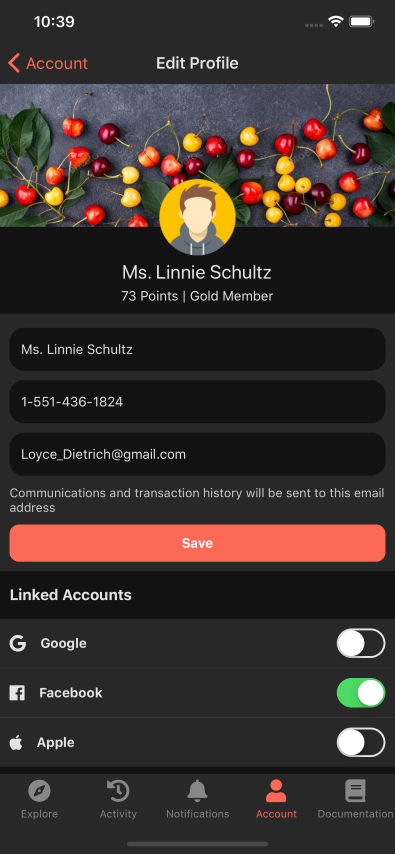 10:39
Account
Edit Profile
Ms. Linnie Schultz
73 Points | Gold Member
Ms. Linnie Schultz
1-551-436-1824
Loyce_Dietrich@gmail.com
Communications and transaction history will be sent to this email
address
Save
Linked Accounts
Google
Facebook
Apple
Explore
Activity
Notifications
Account
Documentation